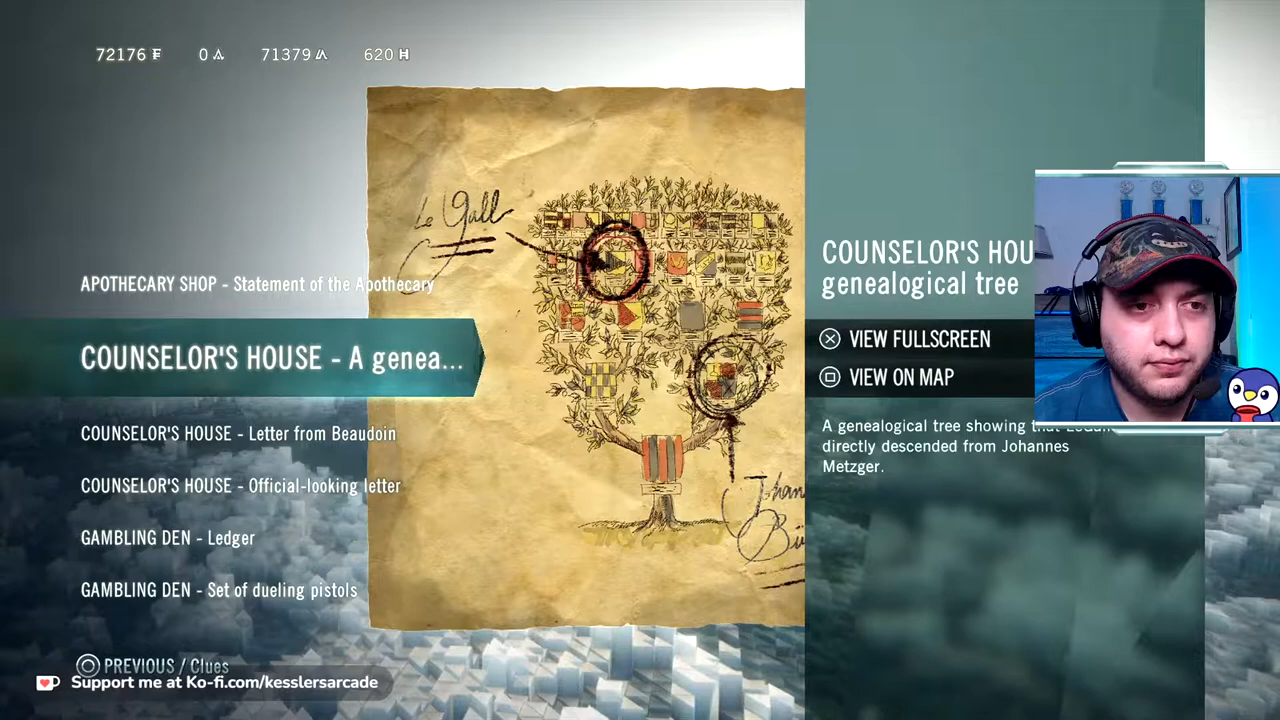 72176 ₣ 0 71379 620 H
Le Gall
APOTHECARY SHOP - Statement of the Apothecary
COUNSELOR'S HOUSE - A genea...
COUNSELOR'S HOUSE - Letter from Beaudoin
COUNSELOR'S HOUSE - Official-looking letter
GAMBLING DEN - Ledger
GAMBLING DEN - Set of dueling pistols
PREVIOUS / Clues
Support me at Ko-fi.com/kesslersarcade
COUNSELOR'S HOU
genealogical tree
VIEW FULLSCREEN
VIEW ON MAP
A genealogical tree showing that
directly descended from Johannes
Metzger.